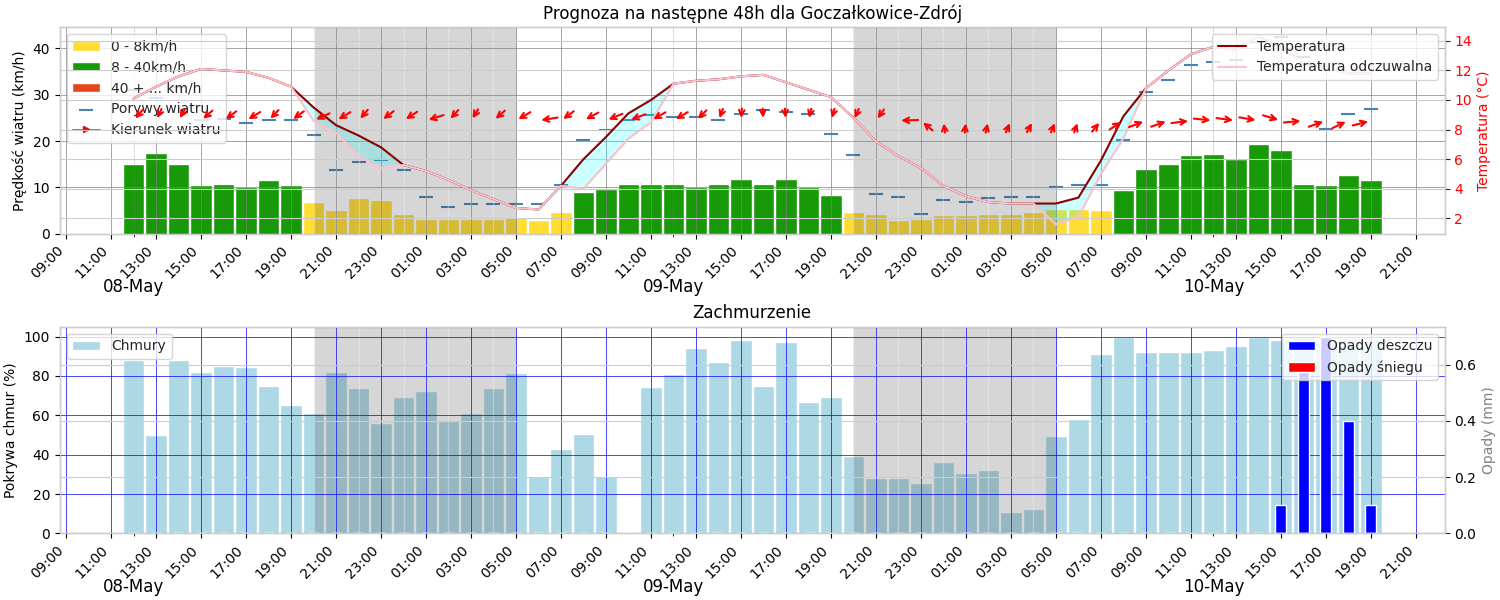 Prognoza na następne 48h dla Goczałkowice-Zdrój
Prędkość wiatru (km/h)
40
30
20
10
0
0 - 8km/h
8 - 40km/h
40 + ... km/h
Porywy wiatru
Kierunek wiatru
Temperatura
Temperatura odczuwalna
14
12
10
8
6
4
2
Temperatura (°C)
09:00 11:00 13:00 15:00 17:00 19:00 21:00 23:00 01:00 03:00 05:00 07:00 09:00 11:00 13:00 15:00 17:00 19:00 21:00 23:00 01:00 03:00 05:00 07:00 09:00 11:00 13:00 15:00 17:00 19:00 21:00
08-May 09-May 10-May
Zachmurzenie
Pokrywa chmur (%)
100
80
60
40
20
0
Chmury
Opady deszczu
Opady śniegu
0.6
0.4
0.2
0.0
Opady (mm)
09:00 11:00 13:00 15:00 17:00 19:00 21:00 23:00 01:00 03:00 05:00 07:00 09:00 11:00 13:00 15:00 17:00 19:00 21:00 23:00 01:00 03:00 05:00 07:00 09:00 11:00 13:00 15:00 17:00 19:00 21:00
08-May 09-May 10-May